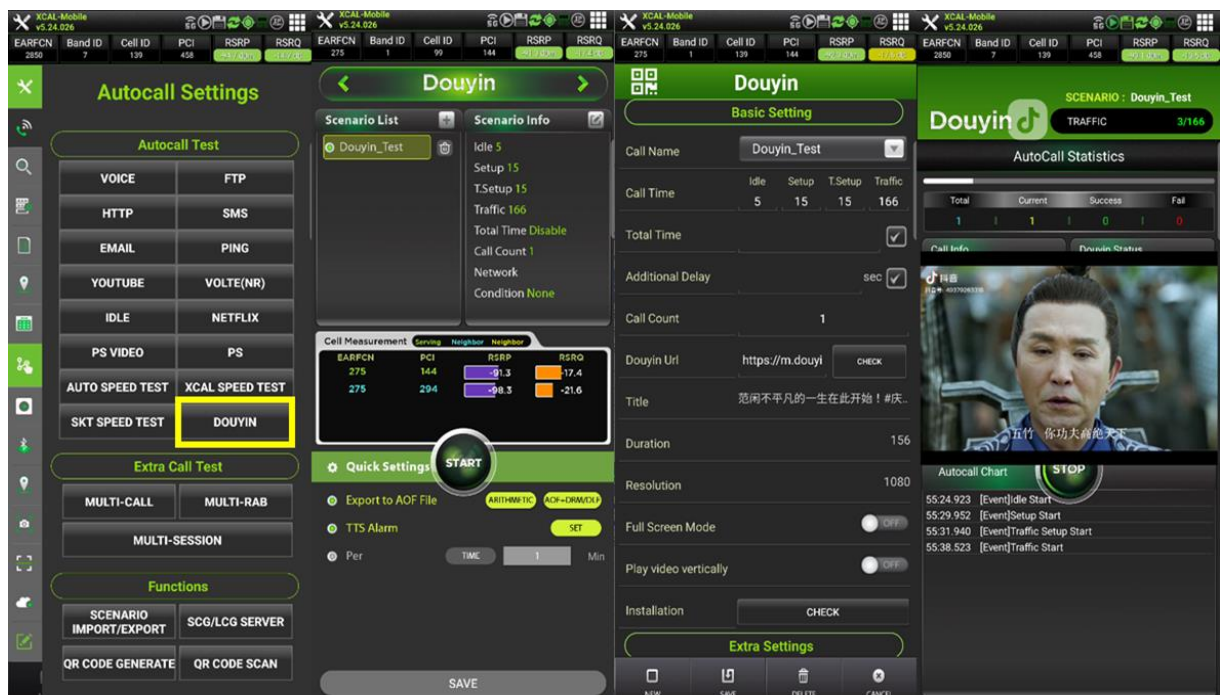 XCAL-Mobile
v5.24.026
5G
EARFCN Band ID Cell ID PCI RSRP RSRQ
2850 7 139 458
Autocall Settings
Autocall Test
VOICE FTP
HTTP SMS
EMAIL PING
YOUTUBE VOLTE(NR)
IDLE NETFLIX
PS VIDEO PS
AUTO SPEED TEST XCAL SPEED TEST
SKT SPEED TEST DOUYIN
Extra Call Test
MULTI-CALL MULTI-RAB
MULTI-SESSION
Functions
SCENARIO IMPORT/EXPORT SCG/LCG SERVER
QR CODE GENERATE QR CODE SCAN
XCAL-Mobile
v5.24.026
5G
EARFCN Band ID Cell ID PCI RSRP RSRQ
275 1 99 144
Douyin
Scenario List Scenario Info
Douyin_Test
Idle 5
Setup 15
T.Setup 15
Traffic 166
Total Time Disable
Call Count 1
Network
Condition None
Cell Measurement Serving Neighbor Neighbor
EARFCN PCI RSRP RSRQ
275 144 -91.3 -17.4
275 294 -98.3 -21.6
START
Quick Settings
Export to AOF File ARITHMETIC AOF+DRM/DLF
TTS Alarm SET
Per TIME 1 Min
SAVE
XCAL-Mobile
v5.24.026
5G
EARFCN Band ID Cell ID PCI RSRP RSRQ
275 1 139 144
Douyin
Basic Setting
Call Name Douyin_Test
Idle Setup T.Setup Traffic
Call Time 5 15 15 166
Total Time
Additional Delay sec
Call Count 1
Douyin Url https://m.douyi CHECK
Title 范闲不平凡的一生在此开始！#庆..
Duration 156
Resolution 1080
Full Screen Mode OFF
Play video vertically OFF
Installation CHECK
Extra Settings
NEW SAVE DELETE CANCEL
XCAL-Mobile
v5.24.026
5G
EARFCN Band ID Cell ID PCI RSRP RSRQ
2850 7 139 458
SCENARIO : Douyin_Test
Douyin TRAFFIC 3/166
AutoCall Statistics
Total Current Success Fail
1 1 0 0
Call Info Douyin Status
抖音
五竹 你功夫高绝天下
Autocall Chart STOP
55:24.923 [Event]Idle Start
55:29.952 [Event]Setup Start
55:31.940 [Event]Traffic Setup Start
55:38.523 [Event]Traffic Start